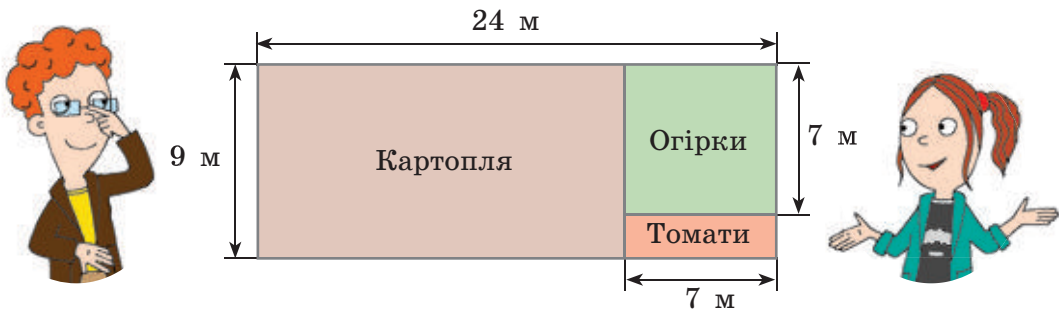 24 м
9 м
Картопля
Огірки
7 м
Томати
7 м